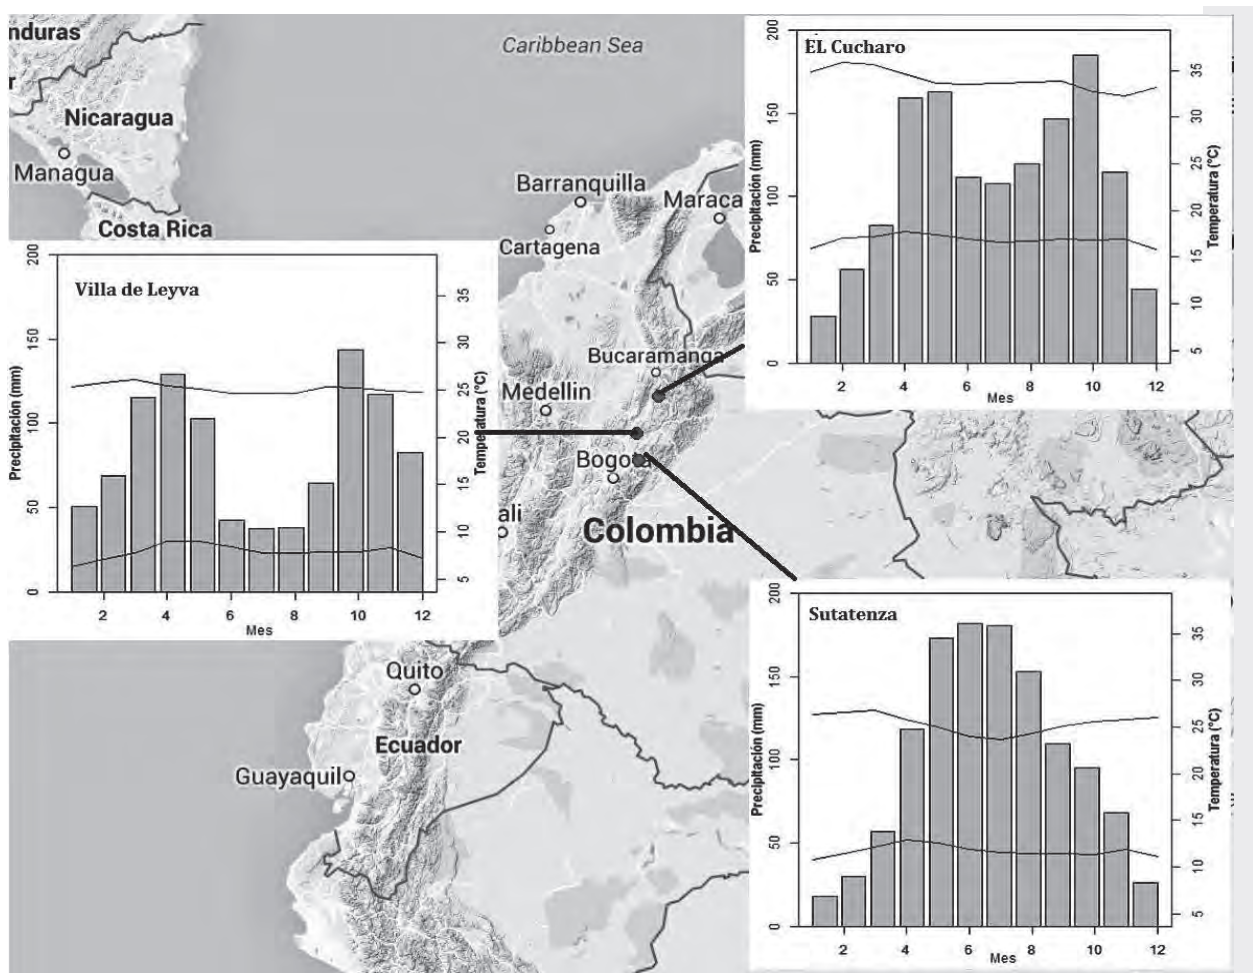 nduras
r
Nicaragua
Managua
Costa Rica
Caribbean Sea
Barranquilla
Maraca
Cartagena
Bucaramanga
Medellin
Bogo
ali
Colombia
Quito
Ecuador
Guayaquil
EL Cucharo
Precipitación (mm)
0
50
100
150
200
Temperatura (°C)
5
10
15
20
25
30
35
2
4
6
8
10
12
Mes
Villa de Leyva
Precipitación (mm)
0
50
100
150
200
Temperatura (°C)
5
10
15
20
25
30
35
2
4
6
8
10
12
Mes
Sutatenza
Precipitación (mm)
0
50
100
150
200
Temperatura (°C)
5
10
15
20
25
30
35
2
4
6
8
10
12
Mes